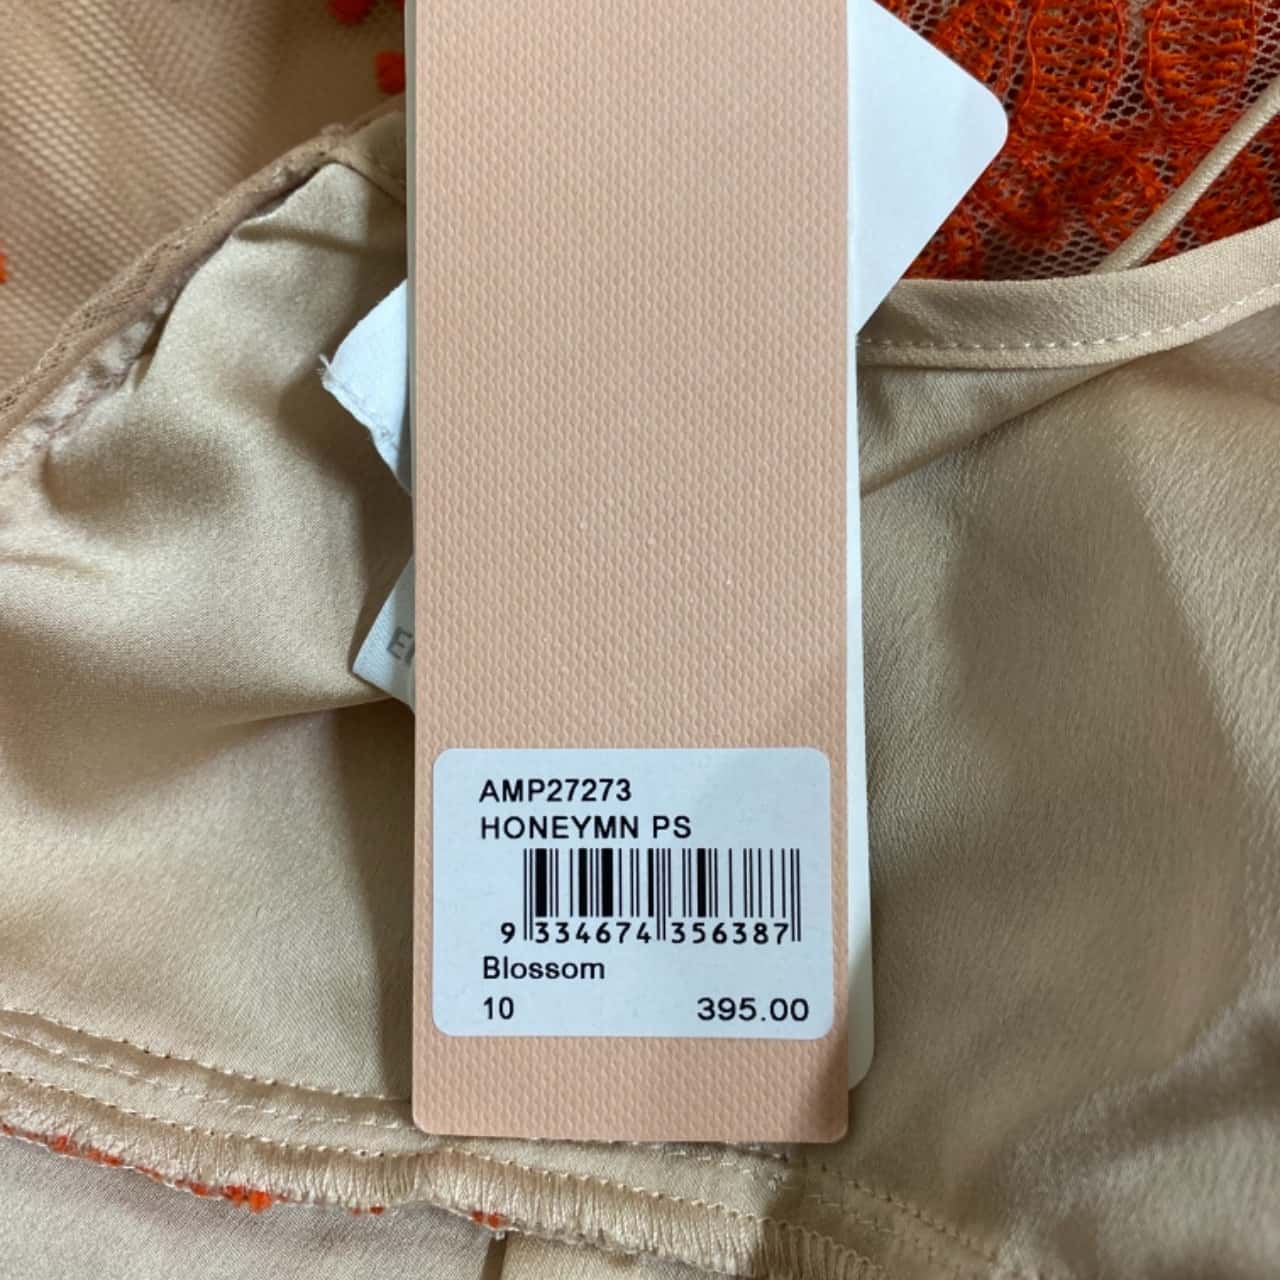 AMP27273
HONEYMN PS
9 334674 356387
Blossom
10 395.00